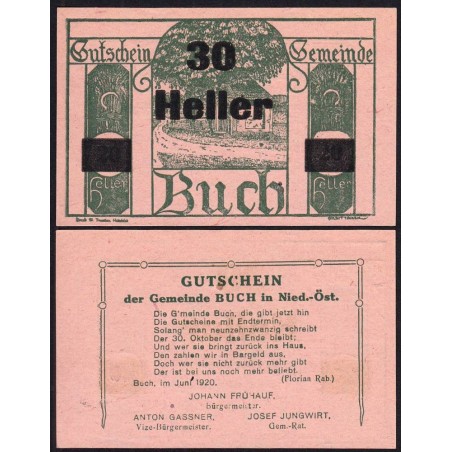 Gutschein Gemeinde
30
Heller
Heller Heller
Buch
GUTSCHEIN
der Gemeinde BUCH in Nied.-Öst.
Die G'meinde Buch, die gibt jetzt hin
Die Gutscheine mit Endtermin,
Solang' man neunzehnzwanzig schreibt
Der 30. Oktober das Ende bleibt;
Und wer sie bringt zurück ins Haus,
Den zahlen wir in Bargeld aus,
Doch wer sie nicht zurück mehr gibt
Der ist bei uns noch mehr beliebt.
Buch, im Juni 1920. (Florian Rab.)
JOHANN FRÜHAUF,
bürgermeister.
ANTON GASSNER, JOSEF JUNGWIRT,
Vize-Bürgermeister. Gem.-Rat.